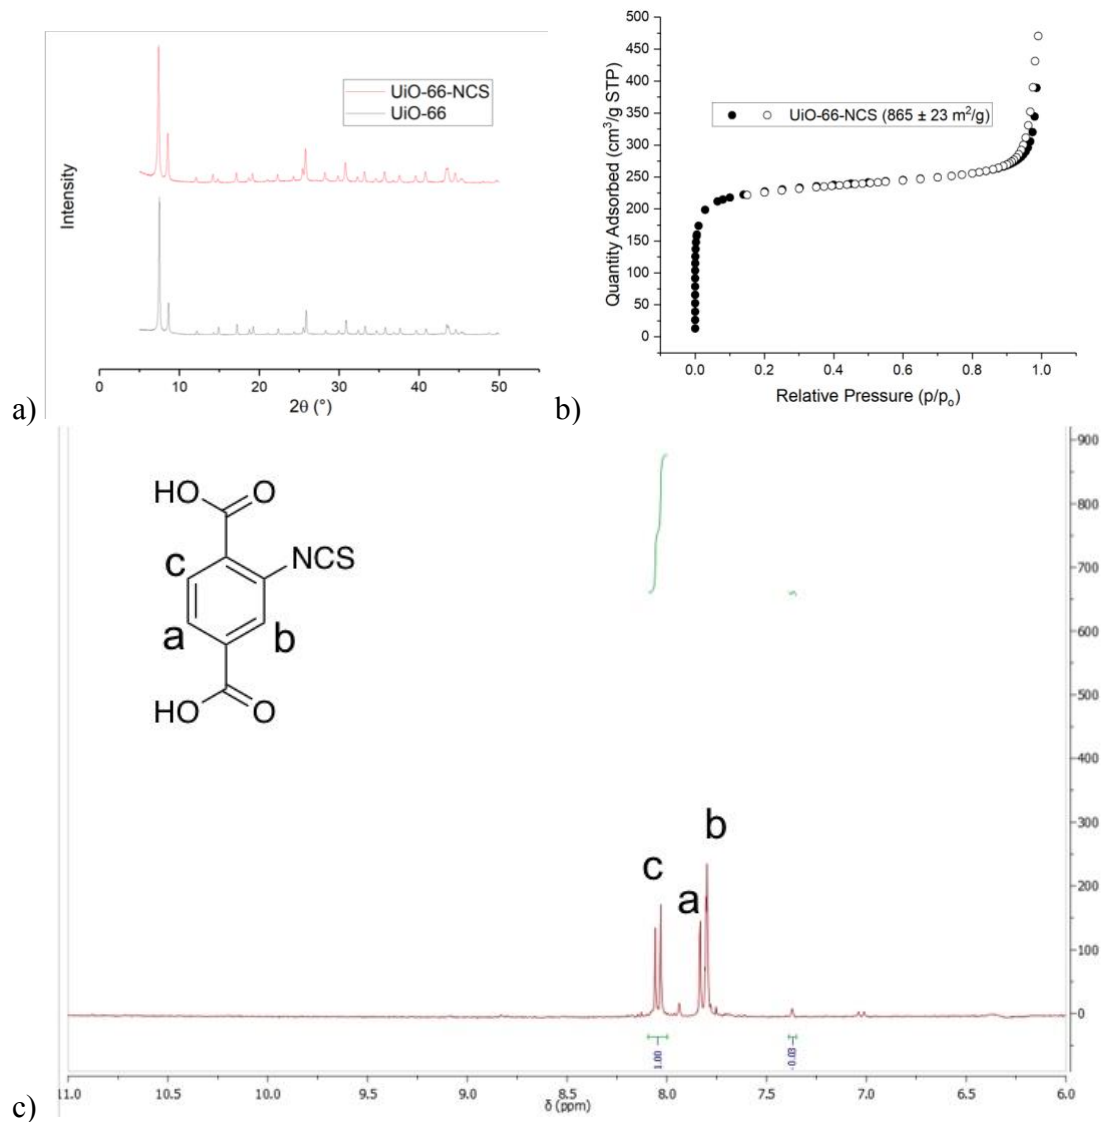 Intensity
UiO-66-NCS
UiO-66
0 10 20 30 40 50
2θ (°)
a)
Quantity Adsorbed (cm³/g STP)
500
450
400
350
300
250
200
150
100
50
0
UiO-66-NCS (865 ± 23 m²/g)
0.0 0.2 0.4 0.6 0.8 1.0
Relative Pressure (p/pₒ)
b)
HO O
NCS
c
a b
HO O
c a b
900
800
700
600
500
400
300
200
100
0
1.00
-0.03
11.0 10.5 10.0 9.5 9.0 8.5 8.0 7.5 7.0 6.5 6.0
δ (ppm)
c)